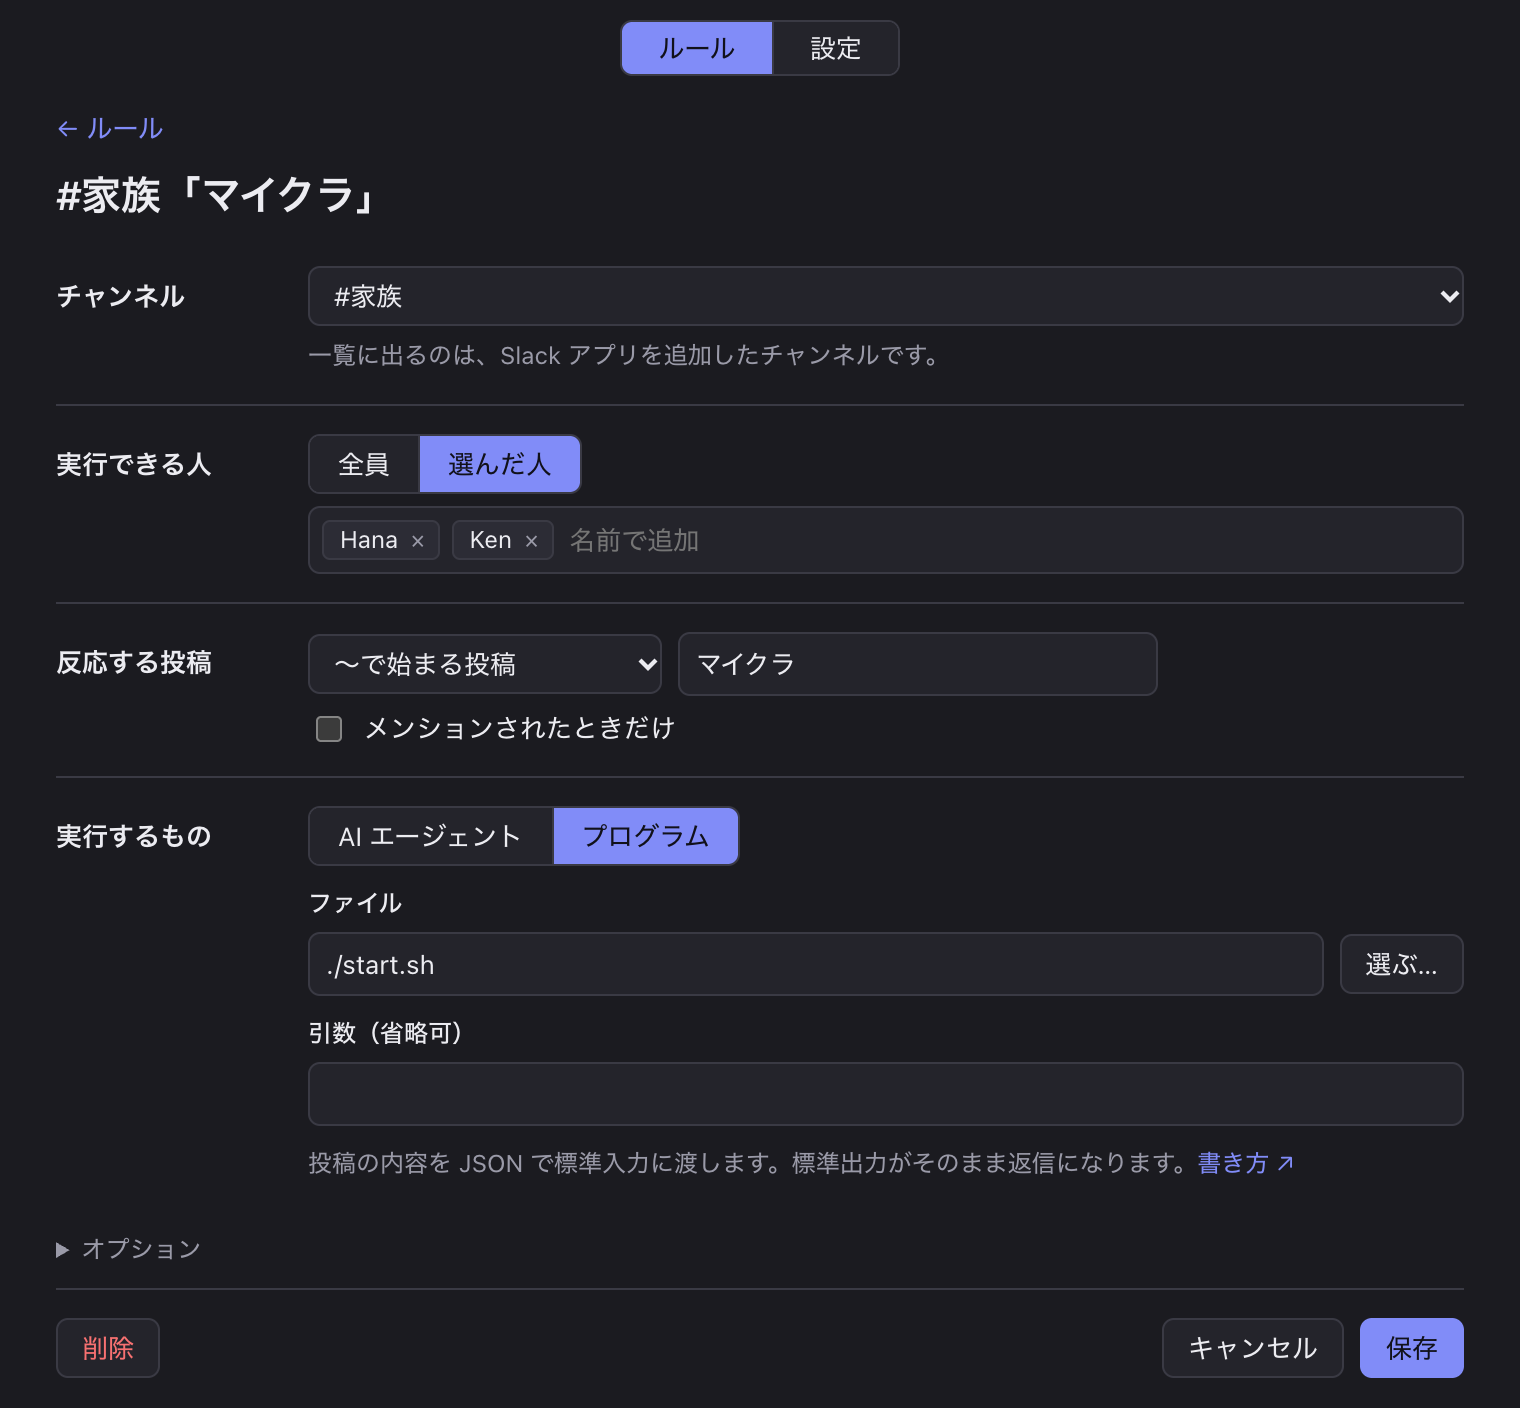 ルール 設定
← ルール
#家族「マイクラ」
チャンネル #家族
一覧に出るのは、Slack アプリを追加したチャンネルです。
実行できる人 全員 選んだ人
Hana × Ken × 名前で追加
反応する投稿 〜で始まる投稿 マイクラ
メンションされたときだけ
実行するもの AI エージェント プログラム
ファイル
./start.sh 選ぶ...
引数（省略可）
投稿の内容を JSON で標準入力に渡します。標準出力がそのまま返信になります。書き方 ↗
▶ オプション
削除 キャンセル 保存